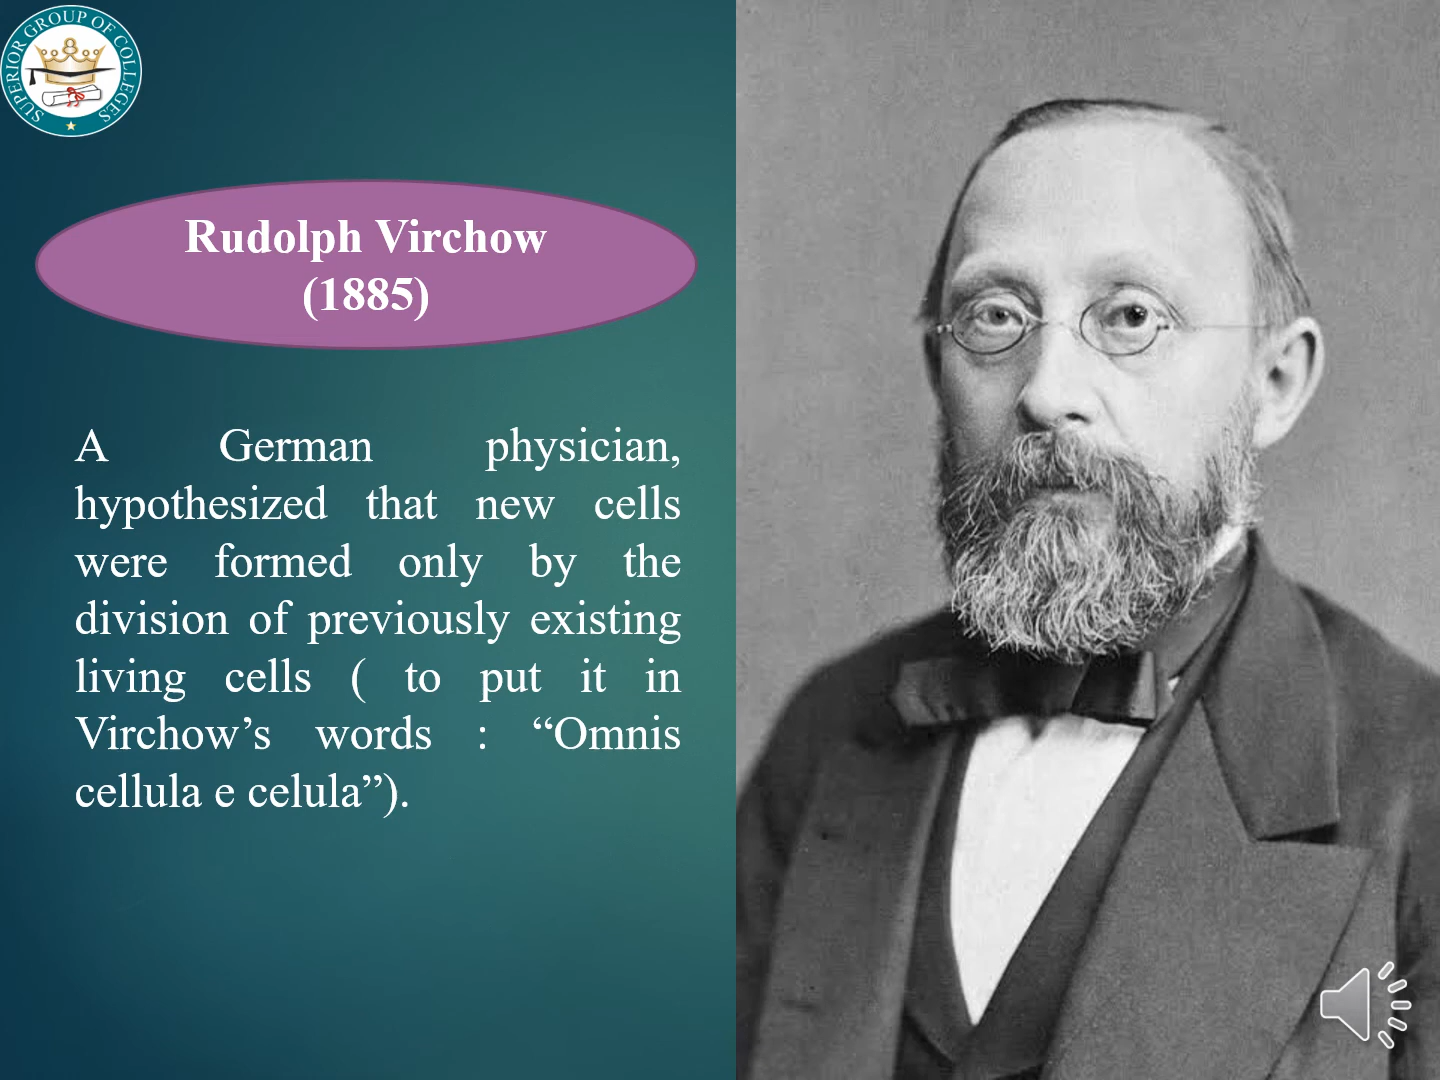 SUPERIOR GROUP OF COLLEGES
Rudolph Virchow
(1885)
A German physician,
hypothesized that new cells
were formed only by the
division of previously existing
living cells ( to put it in
Virchow’s words : “Omnis
cellula e celula”).